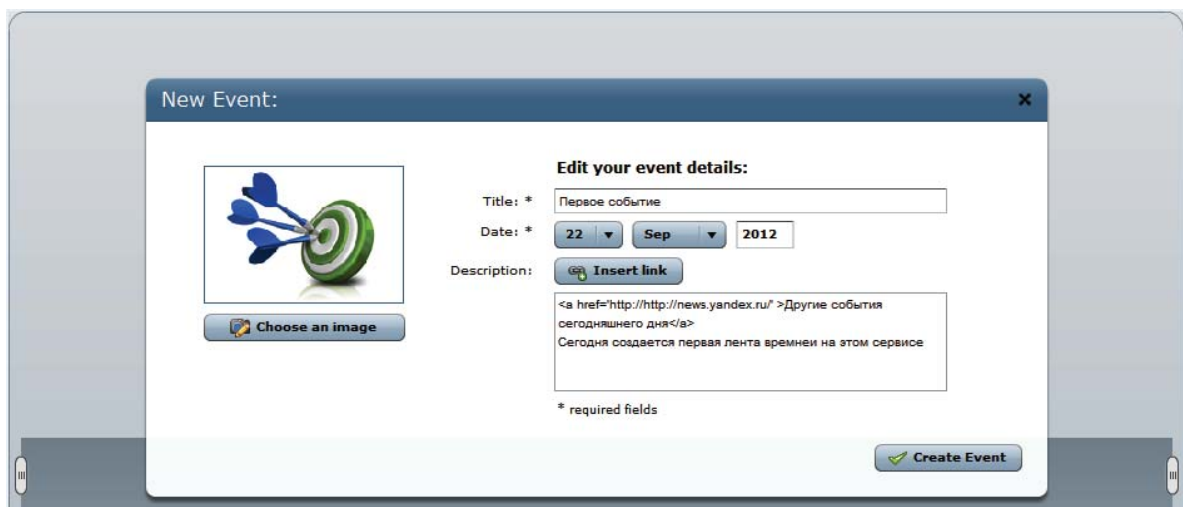 New Event:
Edit your event details:
Title: * Первое событие
Date: * 22 Sep 2012
Description: Insert link
<a href="http://http://news.yandex.ru/" >Другие события
сегодняшнего дня</a>
Сегодня создается первая лента времнеи на этом сервисе
Choose an image
* required fields
Create Event